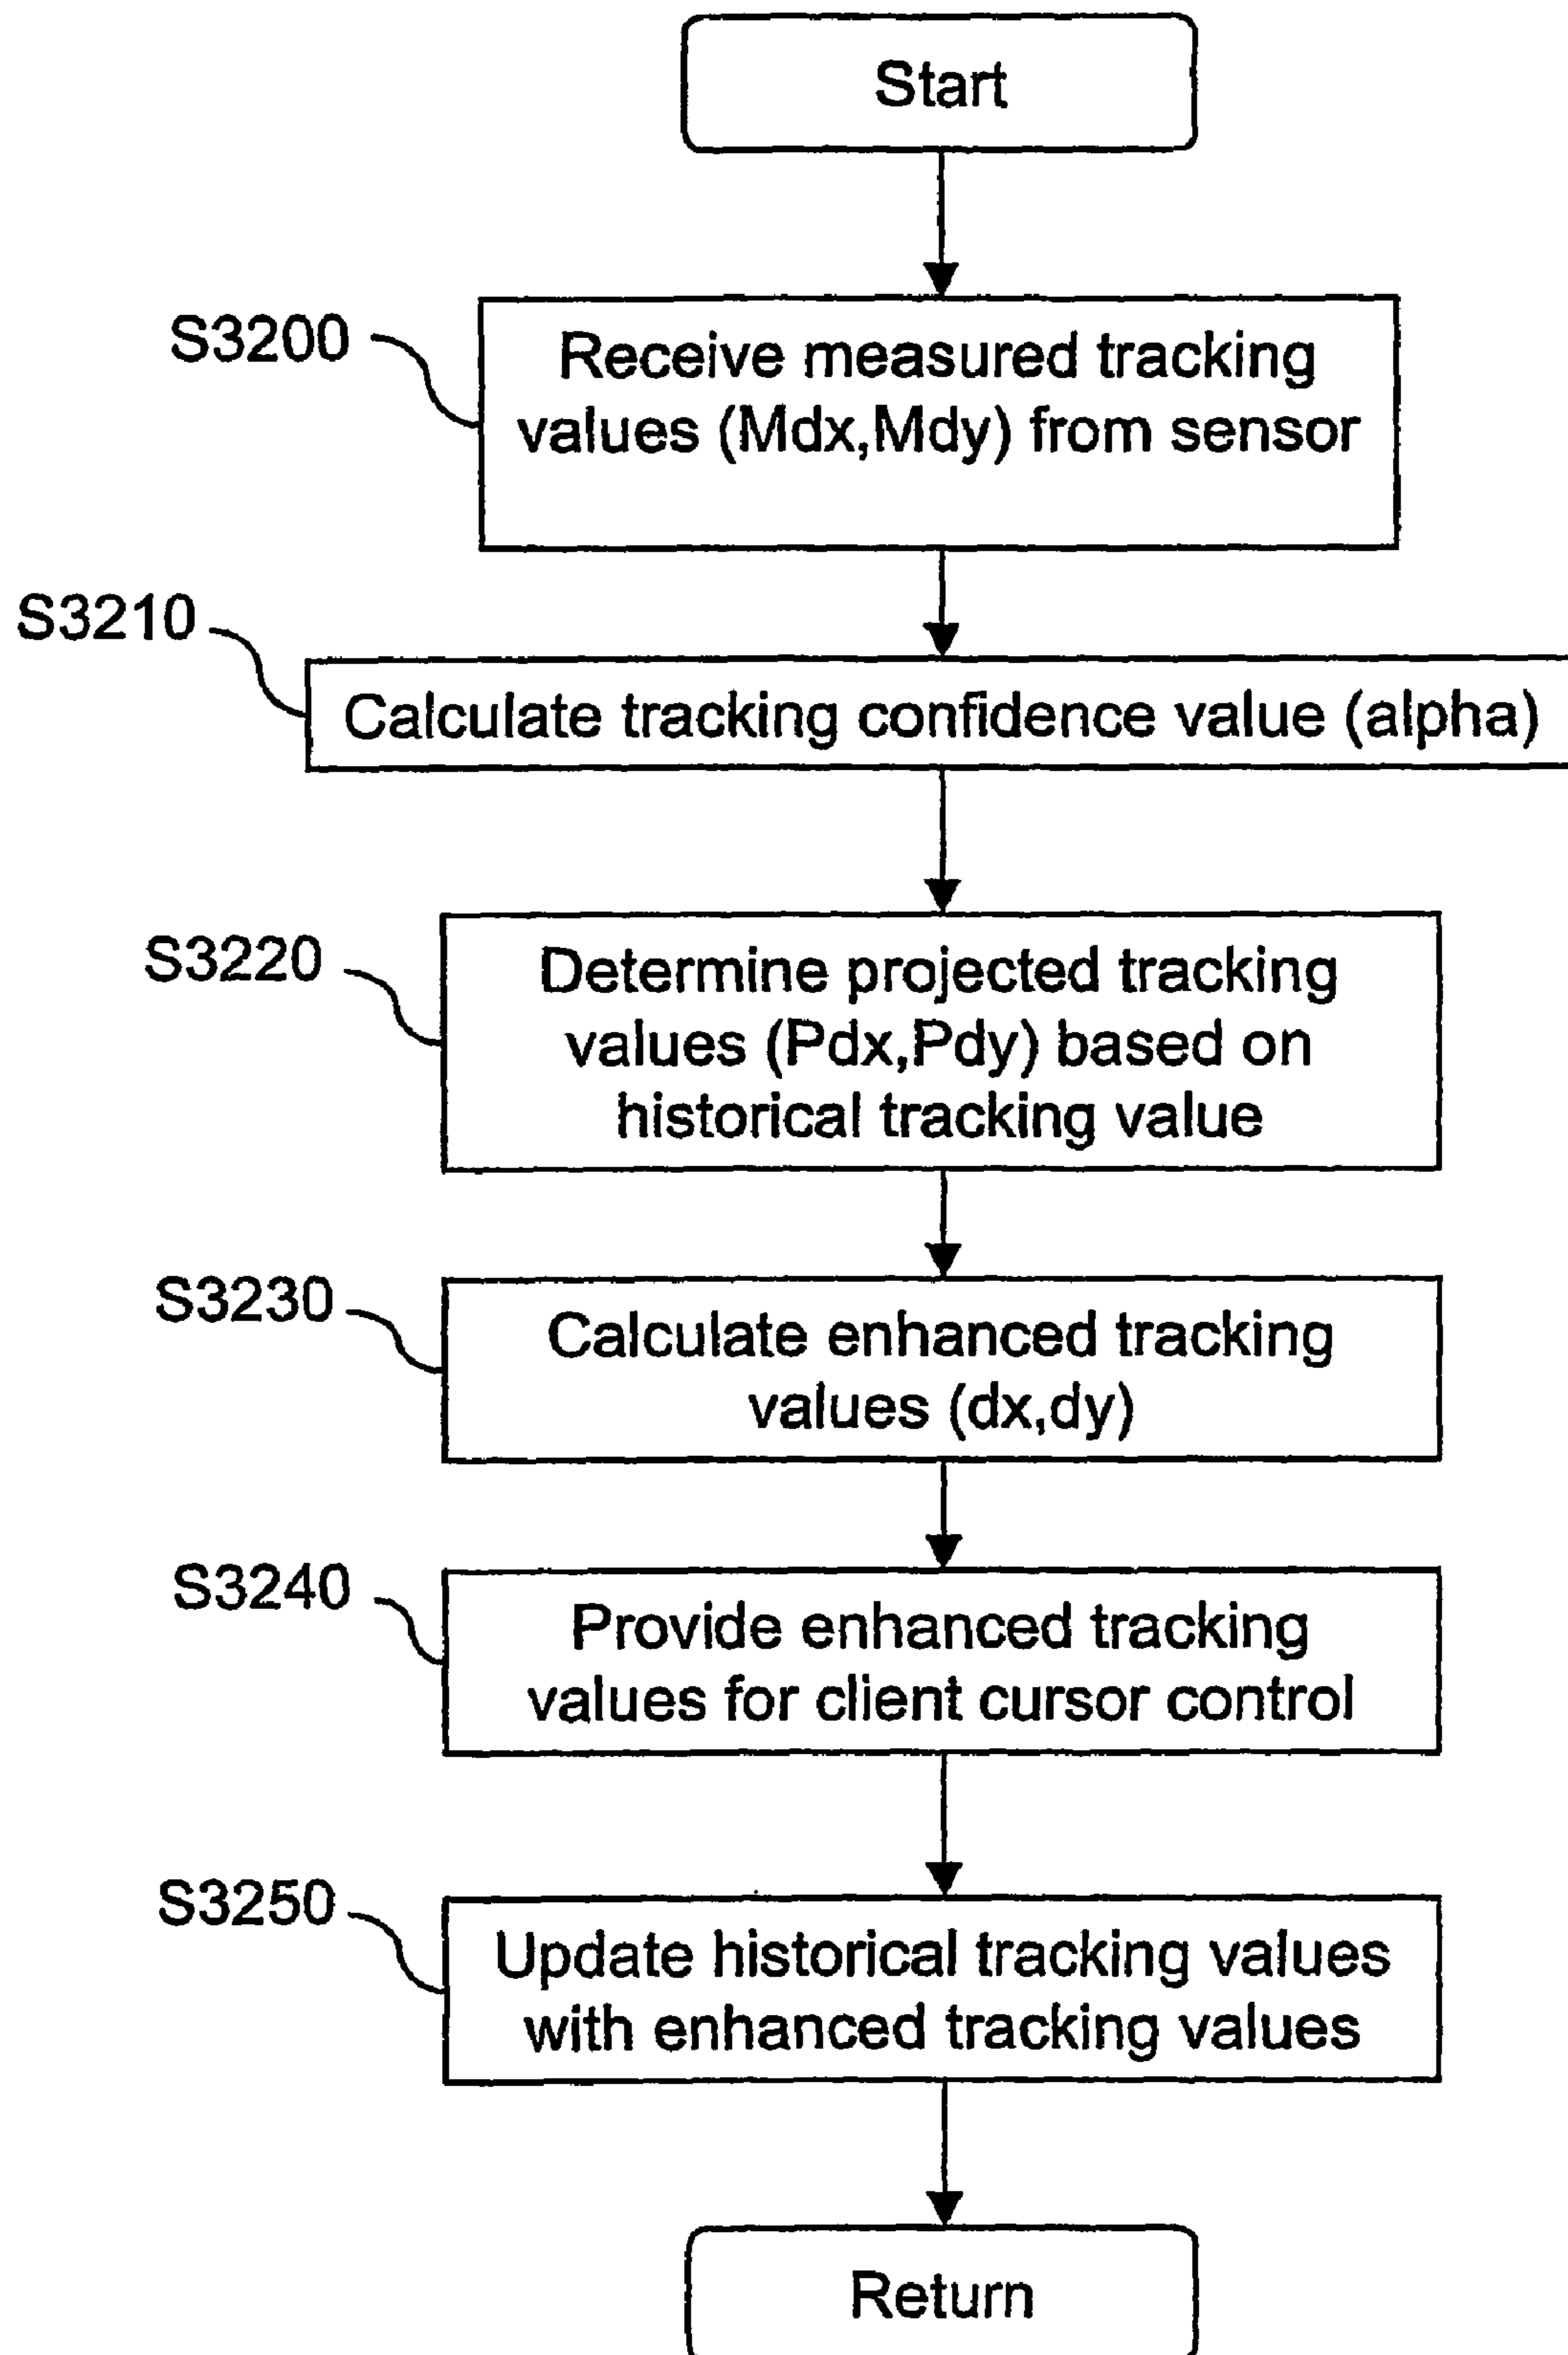 Start
S3200
Receive measured tracking
values (Mdx,Mdy) from sensor
S3210
Calculate tracking confidence value (alpha)
S3220
Determine projected tracking
values (Pdx,Pdy) based on
historical tracking value
S3230
Calculate enhanced tracking
values (dx,dy)
S3240
Provide enhanced tracking
values for client cursor control
S3250
Update historical tracking values
with enhanced tracking values
Return